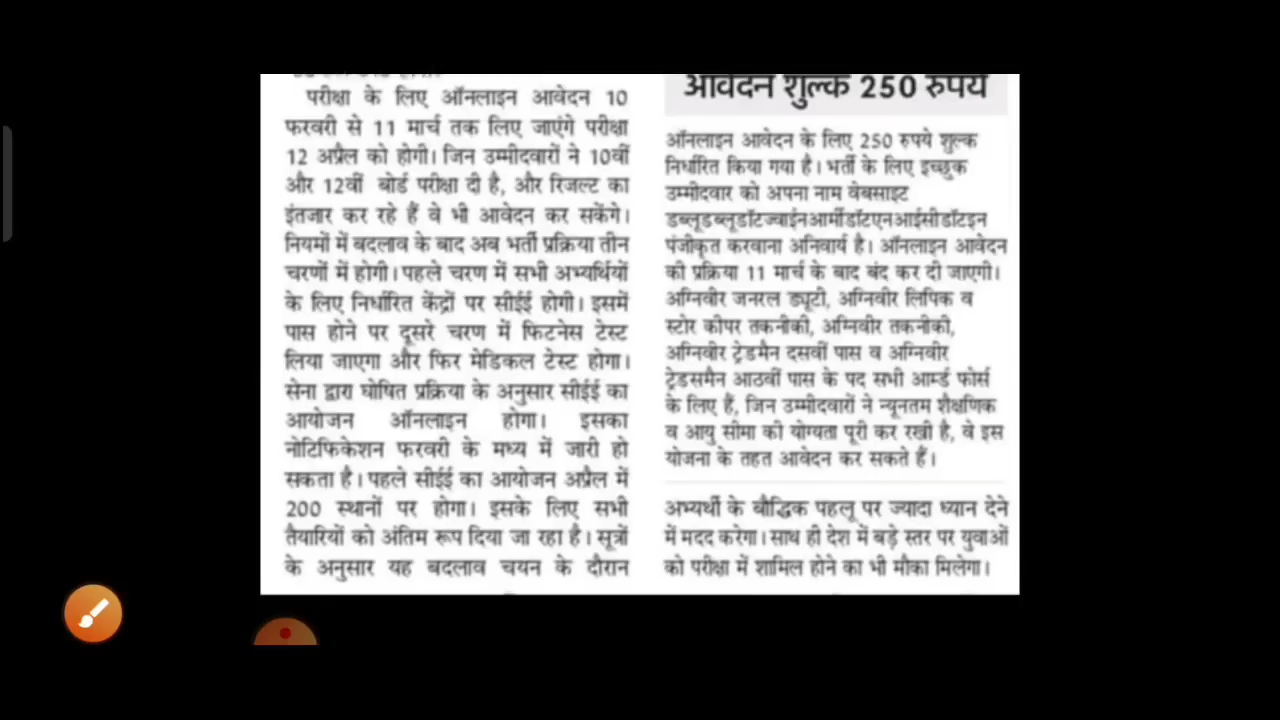 परीक्षा के लिए ऑनलाइन आवेदन 10
फरवरी से 11 मार्च तक लिए जाएंगे परीक्षा
12 अप्रैल को होगी। जिन उम्मीदवारों ने 10वीं
और 12वीं बोर्ड परीक्षा दी है, और रिजल्ट का
इंतजार कर रहे हैं वे भी आवेदन कर सकेंगे।
नियमों में बदलाव के बाद अब भर्ती प्रक्रिया तीन
चरणों में होगी। पहले चरण में सभी अभ्यर्थियों
के लिए निर्धारित केंद्रों पर सीईई होगी। इसमें
पास होने पर दूसरे चरण में फिटनेस टेस्ट
लिया जाएगा और फिर मेडिकल टेस्ट होगा।
सेना द्वारा घोषित प्रक्रिया के अनुसार सीईई का
आयोजन ऑनलाइन होगा। इसका
नोटिफिकेशन फरवरी के मध्य में जारी हो
सकता है। पहले सीईई का आयोजन अप्रैल में
200 स्थानों पर होगा। इसके लिए सभी
तैयारियों को अंतिम रूप दिया जा रहा है। सूत्रों
के अनुसार यह बदलाव चयन के दौरान
आवेदन शुल्क 250 रुपये
ऑनलाइन आवेदन के लिए 250 रुपये शुल्क
निर्धारित किया गया है। भर्ती के लिए इच्छुक
उम्मीदवार को अपना नाम वेबसाइट
डब्लूडब्लूडॉटज्वाईनआर्मीडॉटएनआईसीडॉटइन
पंजीकृत करवाना अनिवार्य है। ऑनलाइन आवेदन
की प्रक्रिया 11 मार्च के बाद बंद कर दी जाएगी।
अग्निवीर जनरल ड्यूटी, अग्निवीर लिपिक व
स्टोर कीपर तकनीकी, अग्निवीर तकनीकी,
अग्निवीर ट्रेडमैन दसवीं पास व अग्निवीर
ट्रेडसमैन आठवीं पास के पद सभी आर्म्ड फोर्स
के लिए हैं, जिन उम्मीदवारों ने न्यूनतम शैक्षणिक
व आयु सीमा की योग्यता पूरी कर रखी है, वे इस
योजना के तहत आवेदन कर सकते हैं।
अभ्यर्थी के बौद्धिक पहलू पर ज्यादा ध्यान देने
में मदद करेगा। साथ ही देश में बड़े स्तर पर युवाओं
को परीक्षा में शामिल होने का भी मौका मिलेगा।